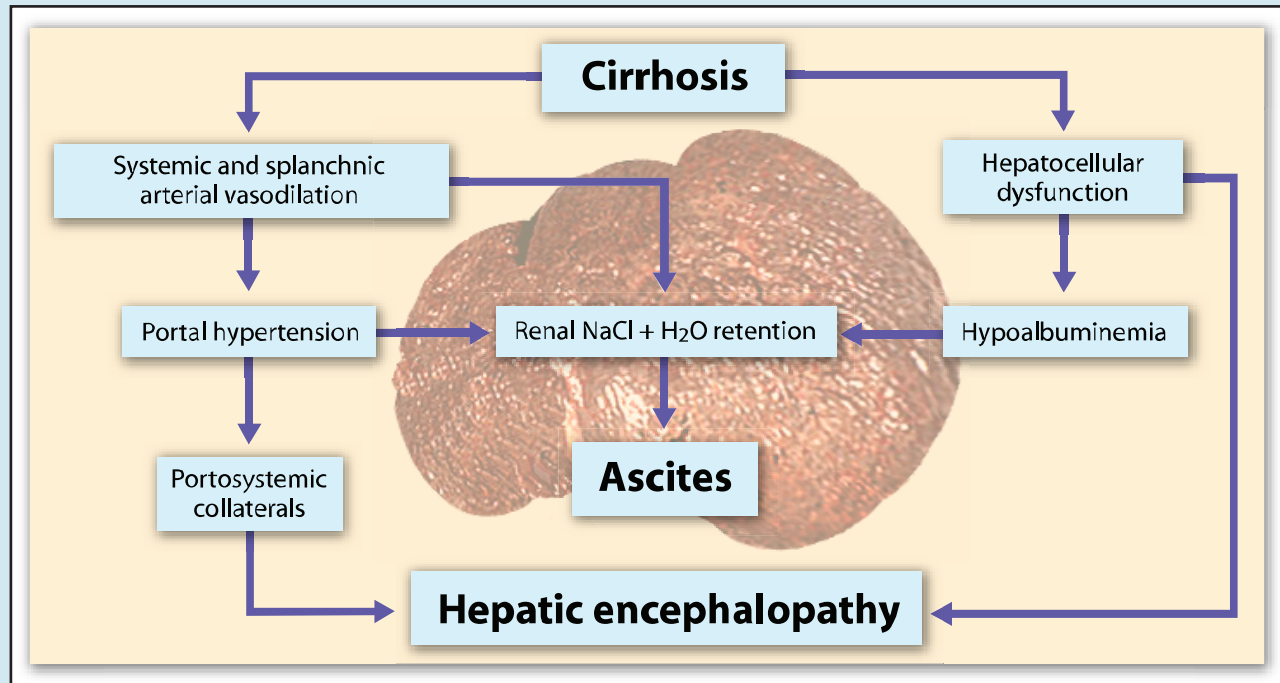 Cirrhosis
Systemic and splanchnic
arterial vasodilation
Hepatocellular
dysfunction
Portal hypertension
Renal NaCl + H₂O retention
Hypoalbuminemia
Portosystemic
collaterals
Ascites
Hepatic encephalopathy